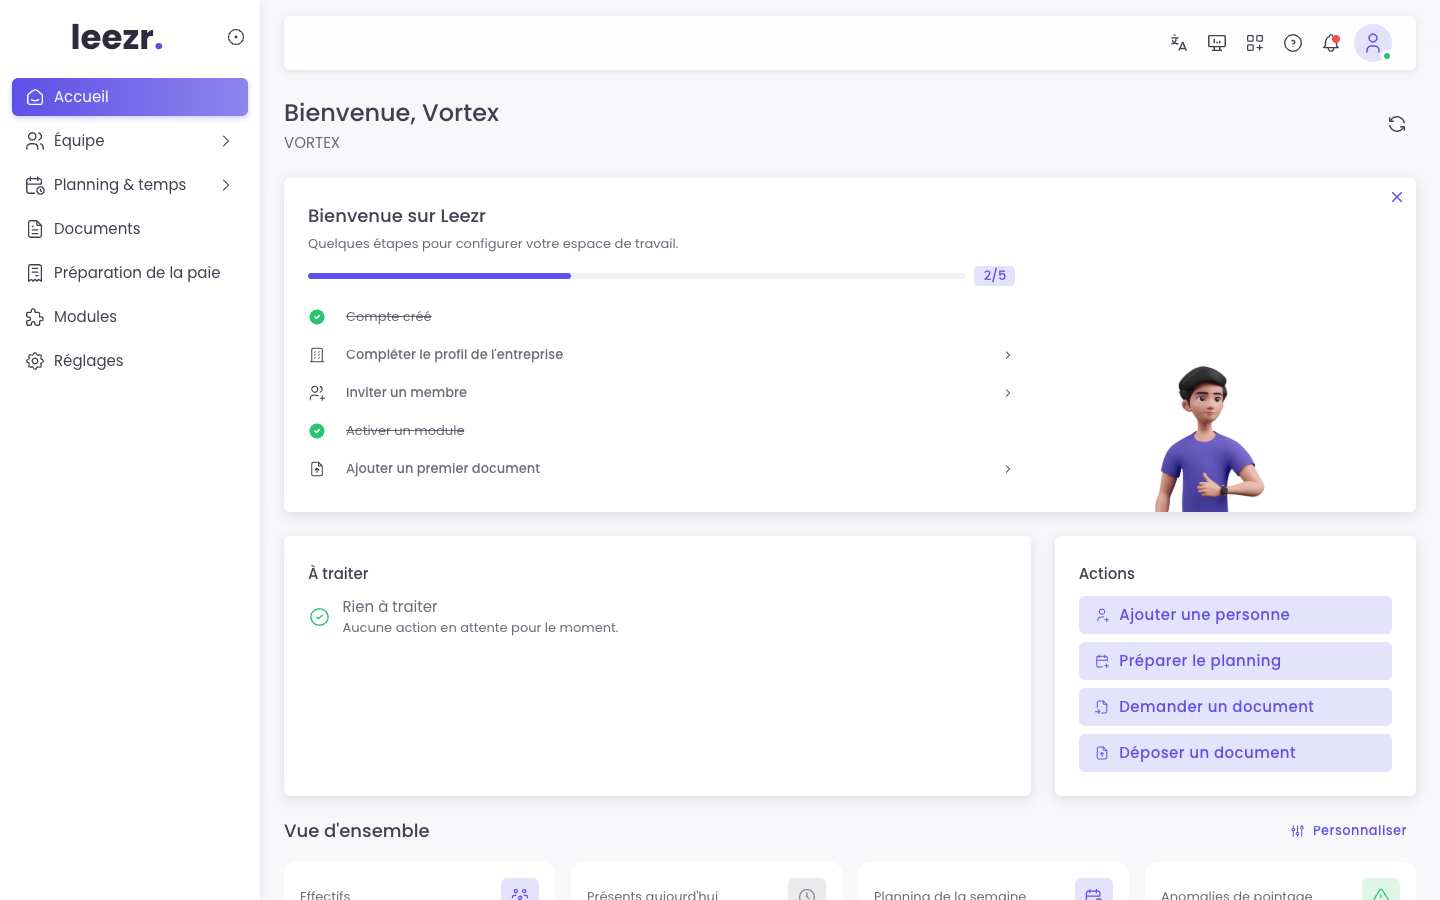 leezr.
Accueil
Équipe
Planning & temps
Documents
Préparation de la paie
Modules
Réglages
Bienvenue, Vortex
VORTEX
Bienvenue sur Leezr
Quelques étapes pour configurer votre espace de travail.
2/5
Compte créé
Compléter le profil de l'entreprise
Inviter un membre
Activer un module
Ajouter un premier document
À traiter
Rien à traiter
Aucune action en attente pour le moment.
Actions
Ajouter une personne
Préparer le planning
Demander un document
Déposer un document
Vue d'ensemble
Personnaliser
Effectifs
Présents aujourd'hui
Planning de la semaine
Anomalies de pointage